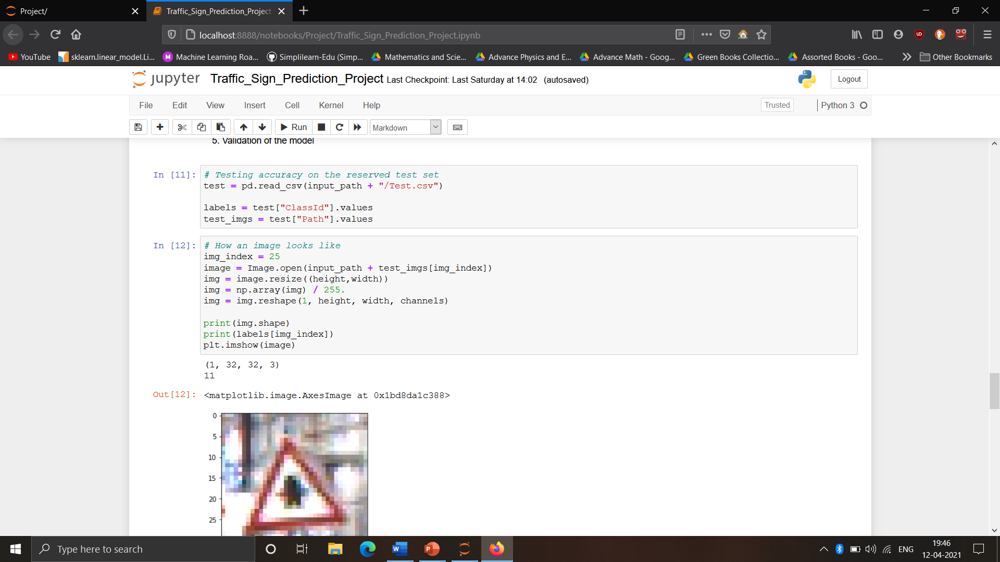 Project/
Traffic_Sign_Prediction_Project
localhost:8888/notebooks/Project/Traffic_Sign_Prediction_Project.ipynb
YouTube
sklearn.linear_model.Li...
M
Machine Learning Roa...
Simplilearn-Edu (Simp...
Mathematics and Scie...
Advance Physics and E...
Advance Math - Goog...
Green Books Collectio...
Assorted Books - Goo...
Other Bookmarks
jupyter
Traffic_Sign_Prediction_Project Last Checkpoint: Last Saturday at 14:02 (autosaved)
Logout
File Edit View Insert Cell Kernel Help
Trusted
Python 3
Run
Markdown
5. Validation of the model
In [11]:
# Testing accuracy on the reserved test set
test = pd.read_csv(input_path + "/Test.csv")
labels = test["ClassId"].values
test_imgs = test["Path"].values
In [12]:
# How an image looks like
img_index = 25
image = Image.open(input_path + test_imgs[img_index])
img = image.resize((height,width))
img = np.array(img) / 255.
img = img.reshape(1, height, width, channels)
print(img.shape)
print(labels[img_index])
plt.imshow(image)
(1, 32, 32, 3)
11
Out[12]: <matplotlib.image.AxesImage at 0x1bd8da1c388>
0
5
10
15
20
25
Type here to search
W
P
ENG
19:46
12-04-2021